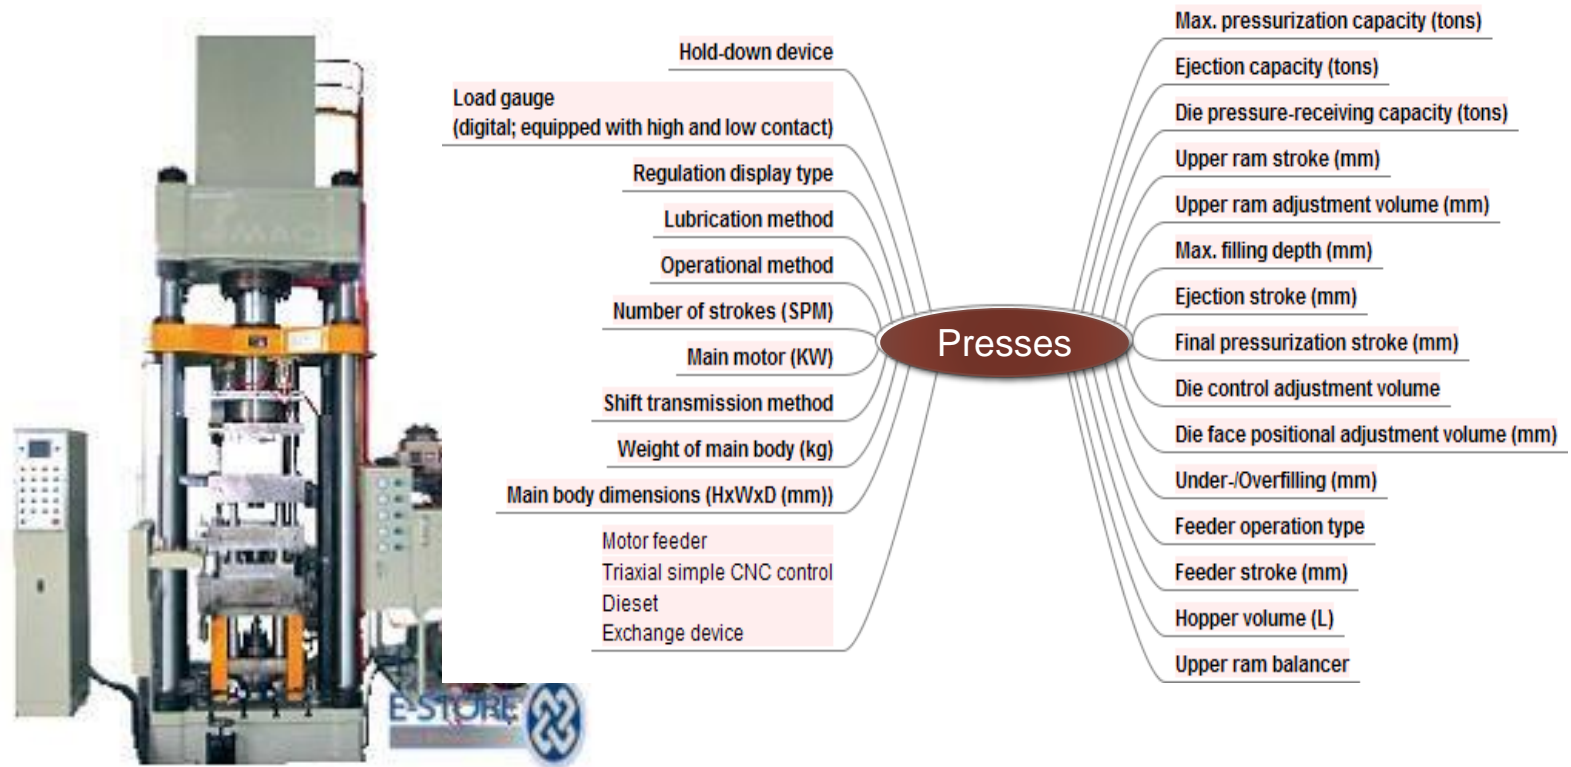 Hold-down device
Load gauge
(digital; equipped with high and low contact)
Regulation display type
Lubrication method
Operational method
Number of strokes (SPM)
Main motor (KW)
Shift transmission method
Weight of main body (kg)
Main body dimensions (HxWxD (mm))
Motor feeder
Triaxial simple CNC control
Dieset
Exchange device
Presses
Max. pressurization capacity (tons)
Ejection capacity (tons)
Die pressure-receiving capacity (tons)
Upper ram stroke (mm)
Upper ram adjustment volume (mm)
Max. filling depth (mm)
Ejection stroke (mm)
Final pressurization stroke (mm)
Die control adjustment volume
Die face positional adjustment volume (mm)
Under-/Overfilling (mm)
Feeder operation type
Feeder stroke (mm)
Hopper volume (L)
Upper ram balancer
E-STORE